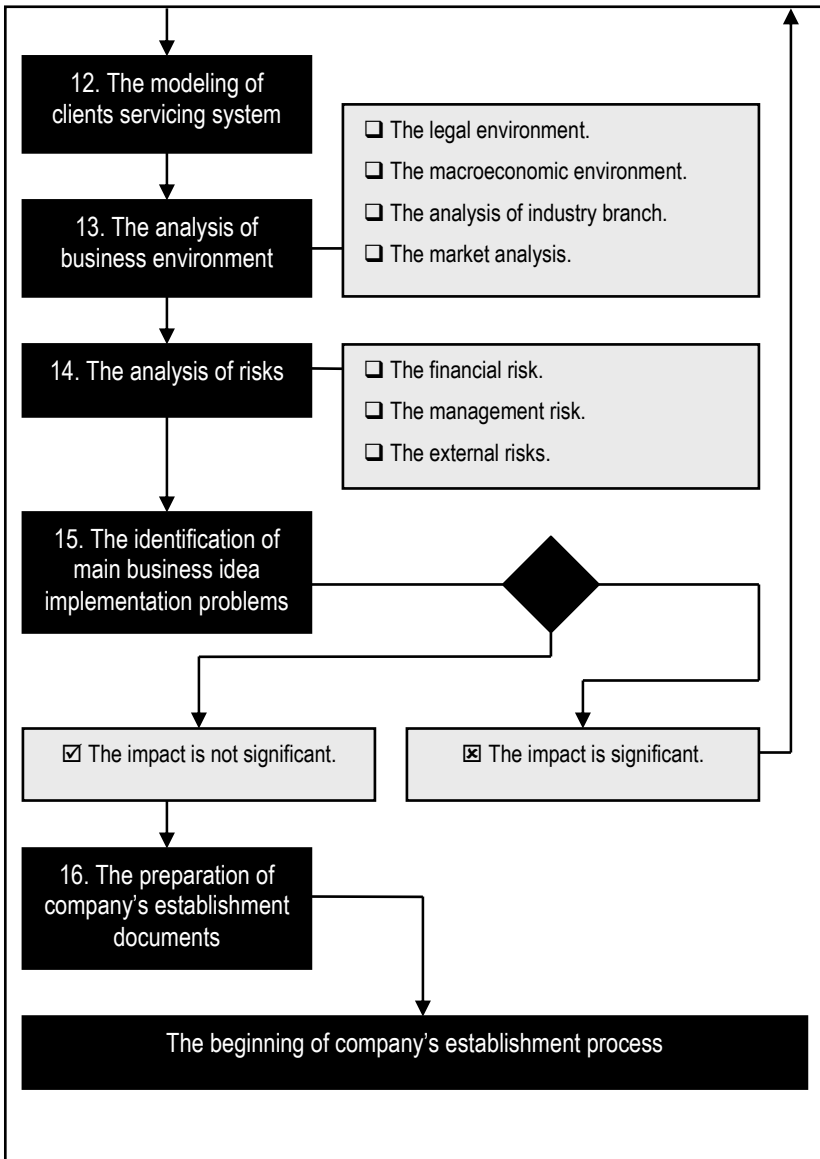 12. The modeling of
clients servicing system
❑ The legal environment.
❑ The macroeconomic environment.
❑ The analysis of industry branch.
❑ The market analysis.
13. The analysis of
business environment
14. The analysis of risks
❑ The financial risk.
❑ The management risk.
❑ The external risks.
15. The identification of
main business idea
implementation problems
☑ The impact is not significant.
☒ The impact is significant.
16. The preparation of
company’s establishment
documents
The beginning of company’s establishment process